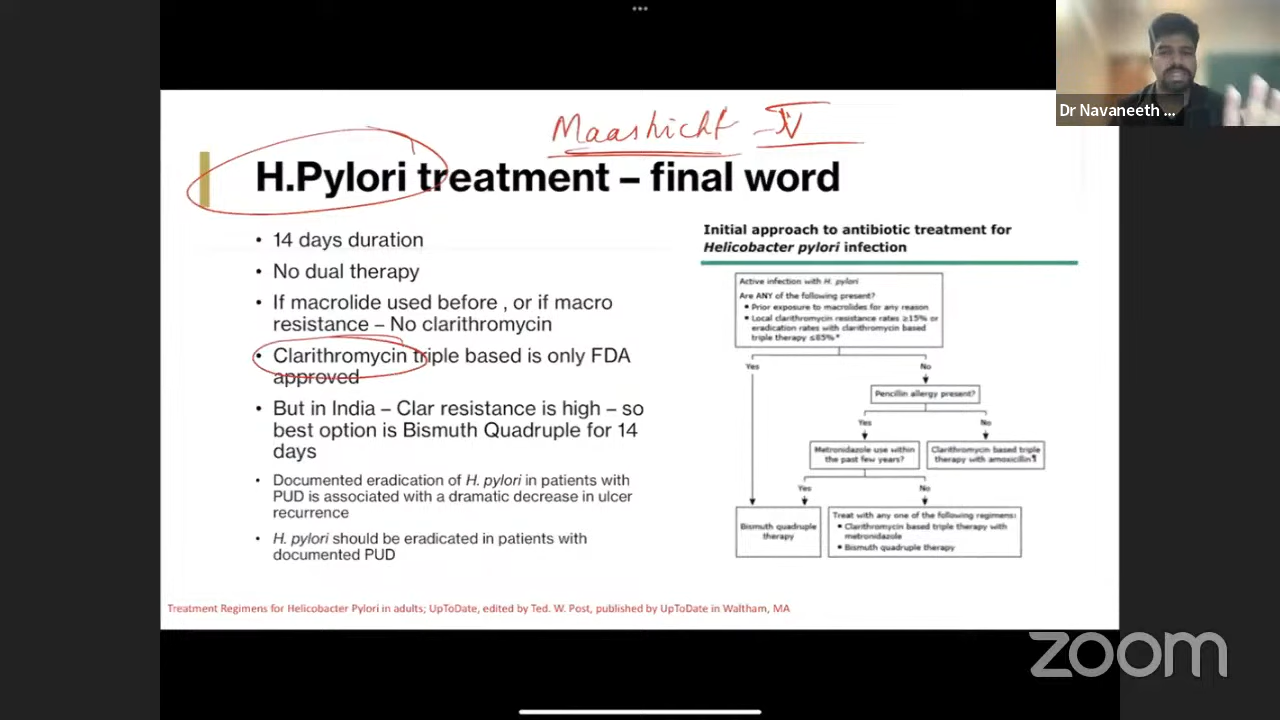 Dr Navaneeth ...
Maastricht - IV
H.Pylori treatment – final word
• 14 days duration
• No dual therapy
• If macrolide used before , or if macro
resistance – No clarithromycin
• Clarithromycin triple based is only FDA
approved
• But in India – Clar resistance is high – so
best option is Bismuth Quadruple for 14
days
• Documented eradication of H. pylori in patients with
PUD is associated with a dramatic decrease in ulcer
recurrence
• H. pylori should be eradicated in patients with
documented PUD
Initial approach to antibiotic treatment for
Helicobacter pylori infection
Active infection with H. pylori
Are ANY of the following present?
• Prior exposure to macrolides for any reason
• Local clarithromycin resistance rates ≥15% or
eradication rates with clarithromycin based
triple therapy ≤85%*
Yes
No
Pencillin allergy present?
Yes
No
Metronidazole use within
the past few years?
Clarithromycin based triple
therapy with amoxicillin¶
Yes
No
Bismuth quadruple
therapy
Treat with any one of the following regimens:
• Clarithromycin based triple therapy with
metronidazole
• Bismuth quadruple therapy
Treatment Regimens for Helicobacter Pylori in adults; UpToDate, edited by Ted. W. Post, published by UpToDate in Waltham, MA
zoom